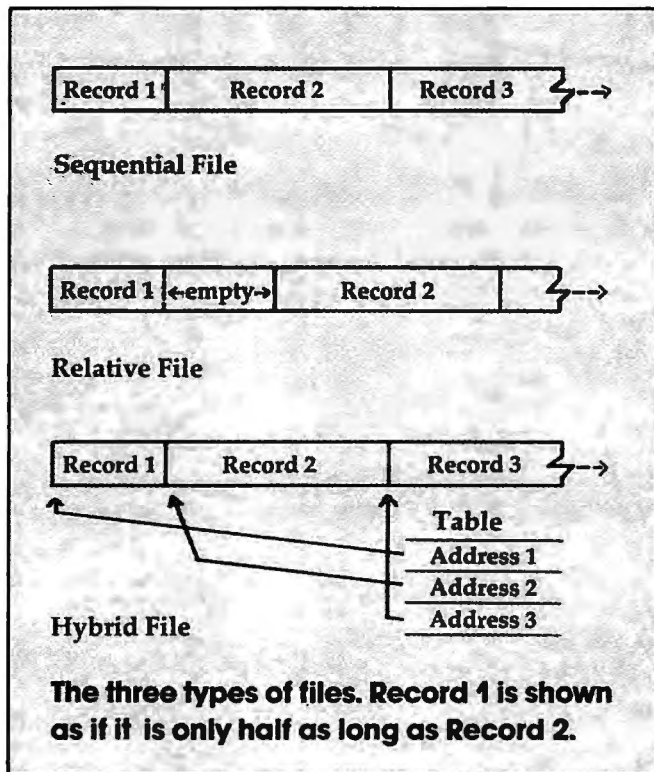 Record 1 Record 2 Record 3
Sequential File
Record 1 empty Record 2
Relative File
Record 1 Record 2 Record 3
Table
Address 1
Address 2
Address 3
Hybrid File
The three types of files. Record 1 is shown
as if it is only half as long as Record 2.